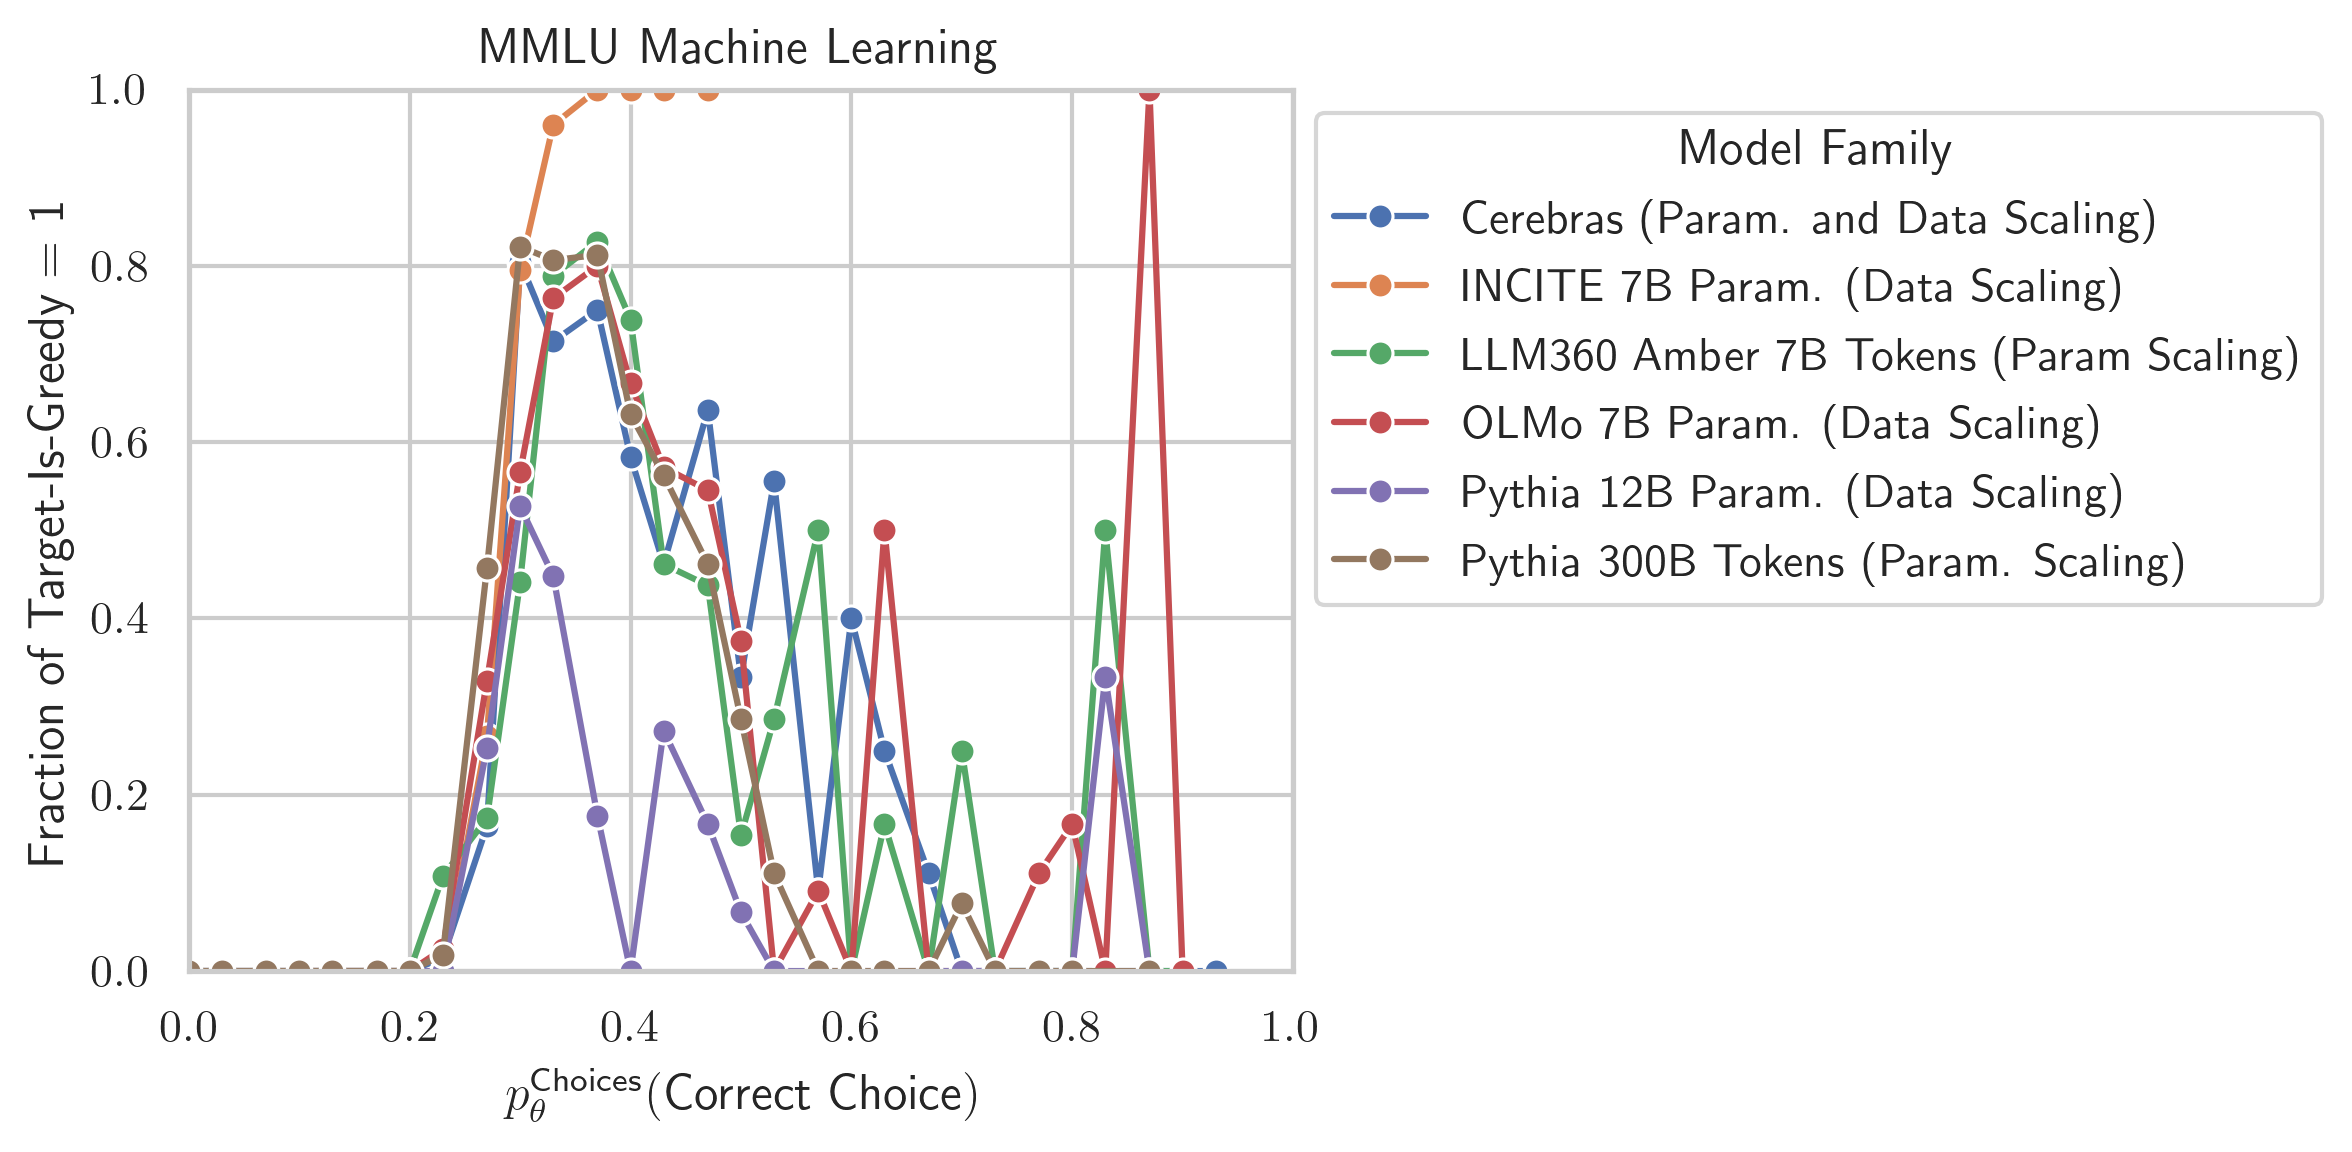 MMLU Machine Learning
Fraction of Target-Is-Greedy = 1
1.0
0.8
0.6
0.4
0.2
0.0
0.0 0.2 0.4 0.6 0.8 1.0
p_θ^Choices(Correct Choice)
Model Family
Cerebras (Param. and Data Scaling)
INCITE 7B Param. (Data Scaling)
LLM360 Amber 7B Tokens (Param Scaling)
OLMo 7B Param. (Data Scaling)
Pythia 12B Param. (Data Scaling)
Pythia 300B Tokens (Param. Scaling)